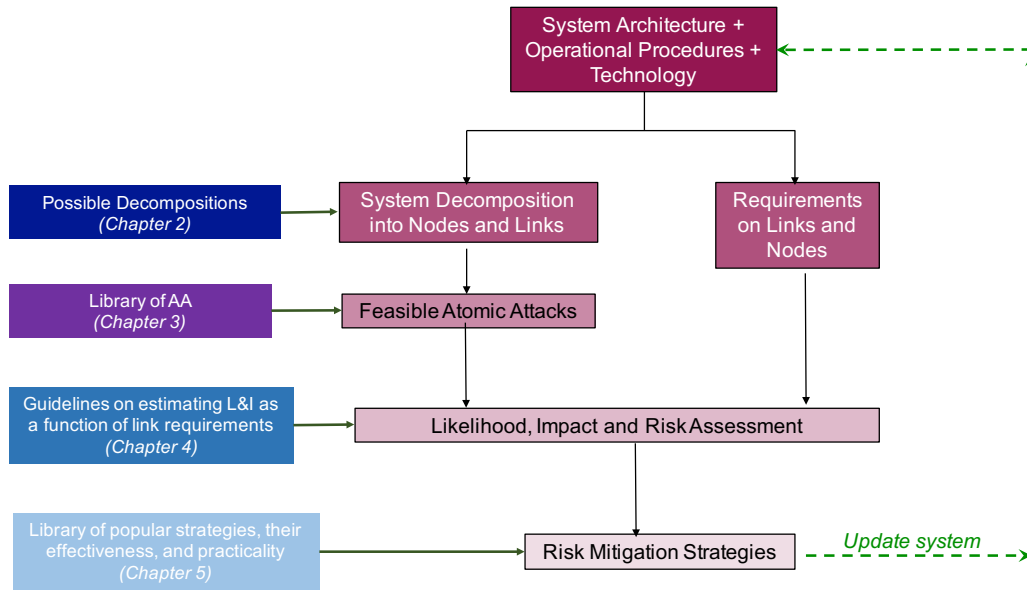 System Architecture +
Operational Procedures +
Technology
Possible Decompositions
(Chapter 2)
System Decomposition
into Nodes and Links
Requirements
on Links and
Nodes
Library of AA
(Chapter 3)
Feasible Atomic Attacks
Guidelines on estimating L&I as
a function of link requirements
(Chapter 4)
Likelihood, Impact and Risk Assessment
Library of popular strategies, their
effectiveness, and practicality
(Chapter 5)
Risk Mitigation Strategies
Update system